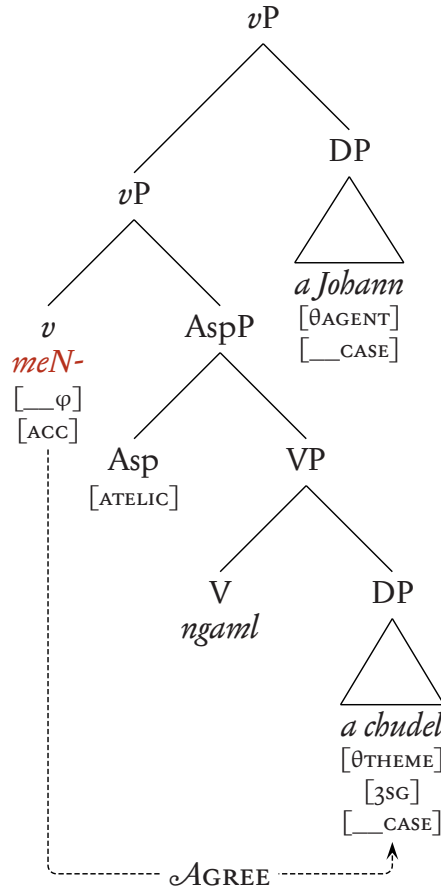 vP
vP
DP
a Johann
[θAGENT]
[__CASE]
v
meN-
[__φ]
[ACC]
AspP
Asp
[ATELIC]
VP
V
ngaml
DP
a chudel
[θTHEME]
[3SG]
[__CASE]
AGREE